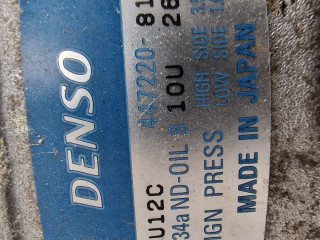 DENSO
447220-81
10U 28
U12C
34a ND-OIL 8
HIGH SIDE
IGN PRESS
LOW SIDE
MADE IN JAPAN